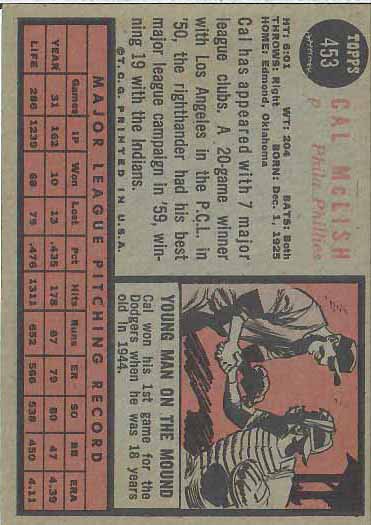 TOPPS
453
CAL McLISH
P Phila. Phillies
HT: 6:01 WT: 204 BATS: Both
THROWS: Right BORN: Dec. 1, 1925
HOME: Edmond, Oklahoma
Cal has appeared with 7 major
league clubs. A 20-game winner
with Los Angeles in the P.C.L. in
'50, the righthander had his best
major league campaign in '59, win-
ning 19 with the Indians.
©T.C.G. PRINTED IN U.S.A.
YOUNG MAN ON THE MOUND
Cal won his 1st game for the
Dodgers when he was 18 years
old in 1944.
MAJOR LEAGUE PITCHING RECORD
Games IP Won Lost Pct Hits Runs ER SO BB ERA
YEAR 31 162 10 13 .435 178 87 79 80 47 4.39
LIFE 286 1239 68 75 .476 1311 652 566 538 450 4.11